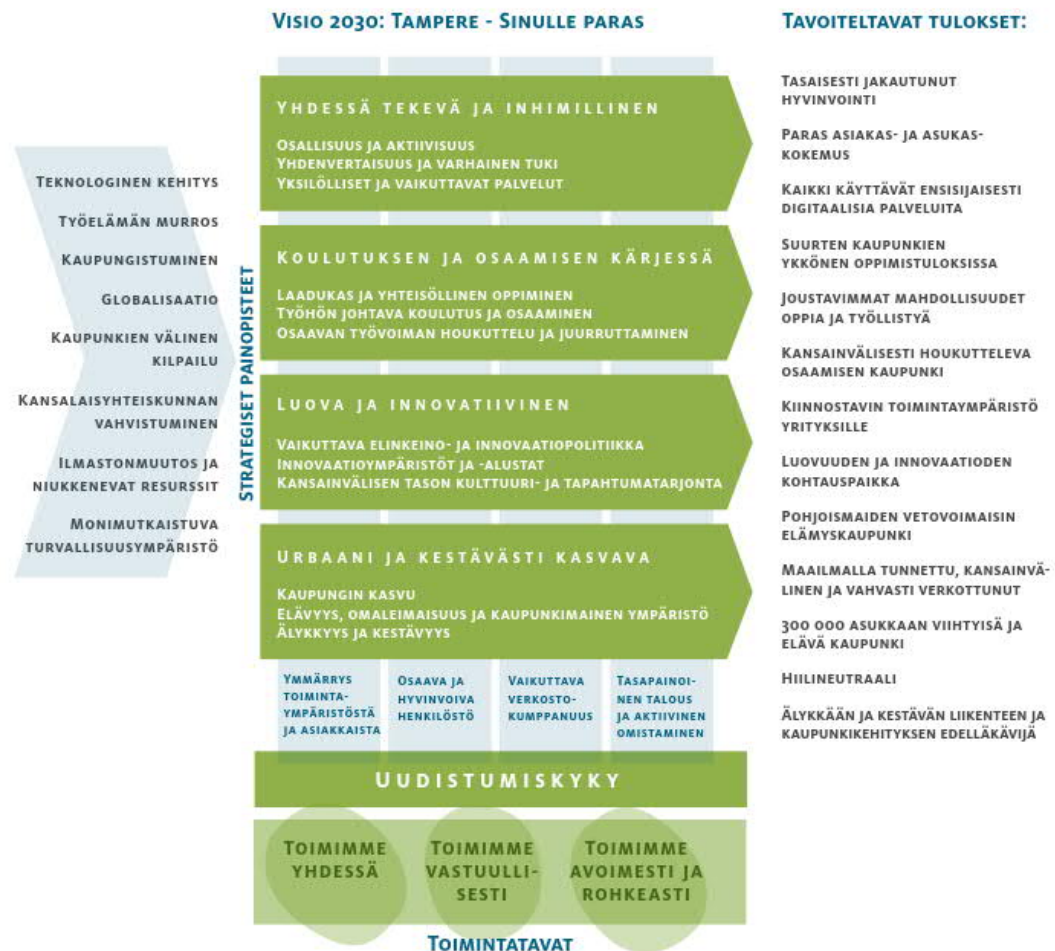 VISIO 2030: TAMPERE - SINULLE PARAS
TAVOITELTAVAT TULOKSET:
TEKNOLOGINEN KEHITYS
TYÖELÄMÄN MURROS
KAUPUNGISTUMINEN
GLOBALISAATIO
KAUPUNKIEN VÄLINEN
KILPAILU
KANSALAISYHTEISKUNNAN
VAHVISTUMINEN
ILMASTONMUUTOS JA
NIUKKENEVAT RESURSSIT
MONIMUTKAISTUVA
TURVALLISUUSYMPÄRISTÖ
STRATEGISET PAINOPISTEET
YHDESSÄ TEKEVÄ JA INHIMILLINEN
OSALLISUUS JA AKTIIVISUUS
YHDENVERTAISUUS JA VARHAINEN TUKI
YKSILÖLLISET JA VAIKUTTAVAT PALVELUT
KOULUTUKSEN JA OSAAMISEN KÄRJESSÄ
LAADUKAS JA YHTEISÖLLINEN OPPIMINEN
TYÖHÖN JOHTAVA KOULUTUS JA OSAAMINEN
OSAAVAN TYÖVOIMAN HOUKUTTELU JA JUURRUTTAMINEN
LUOVA JA INNOVATIIVINEN
VAIKUTTAVA ELINKEINO- JA INNOVAATIOPOLITIIKKA
INNOVAATIOYMPÄRISTÖT JA -ALUSTAT
KANSAINVÄLISEN TASON KULTTUURI- JA TAPAHTUMATARJONTA
URBAANI JA KESTÄVÄSTI KASVAVA
KAUPUNGIN KASVU
ELÄVYYS, OMALEIMAISUUS JA KAUPUNKIMAINEN YMPÄRISTÖ
ÄLYKKYYS JA KESTÄVYYS
YMMÄRRYS
TOIMINTA-
YMPÄRISTÖSTÄ
JA ASIAKKAISTA
OSAAVA JA
HYVINVOIVA
HENKILÖSTÖ
VAIKUTTAVA
VERKOSTO-
KUMPPANUUS
TASAPAINOI-
NEN TALOUS
JA AKTIIVINEN
OMISTAMINEN
UUDISTUMISKYKY
TOIMIMME
YHDESSÄ
TOIMIMME
VASTUULLI-
SESTI
TOIMIMME
AVOIMESTI JA
ROHKEASTI
TOIMINTATAVAT
TASAISESTI JAKAUTUNUT
HYVINVOINTI
PARAS ASIAKAS- JA ASUKAS-
KOKEMUS
KAIKKI KÄYTTÄVÄT ENSISIJAISESTI
DIGITAALISIA PALVELUITA
SUURTEN KAUPUNKIEN
YKKÖNEN OPPIMISTULOKSISSA
JOUSTAVIMMAT MAHDOLLISUUDET
OPPIA JA TYÖLLISTYÄ
KANSAINVÄLISESTI HOUKUTTELEVA
OSAAMISEN KAUPUNKI
KIINNOSTAVIN TOIMINTAYMPÄRISTÖ
YRITYKSILLE
LUOVUUDEN JA INNOVAATIODEN
KOHTAUSPAIKKA
POHJOISMAIDEN VETOVOIMAISIN
ELÄMYSKAUPUNKI
MAAILMALLA TUNNETTU, KANSAINVÄ-
LINEN JA VAHVASTI VERKOTTUNUT
300 000 ASUKKAAN VIIHTYISÄ JA
ELÄVÄ KAUPUNKI
HIILINEUTRAALI
ÄLYKKÄÄN JA KESTÄVÄN LIIKENTEEN JA
KAUPUNKIKEHITYKSEN EDELLÄKÄVIJÄ